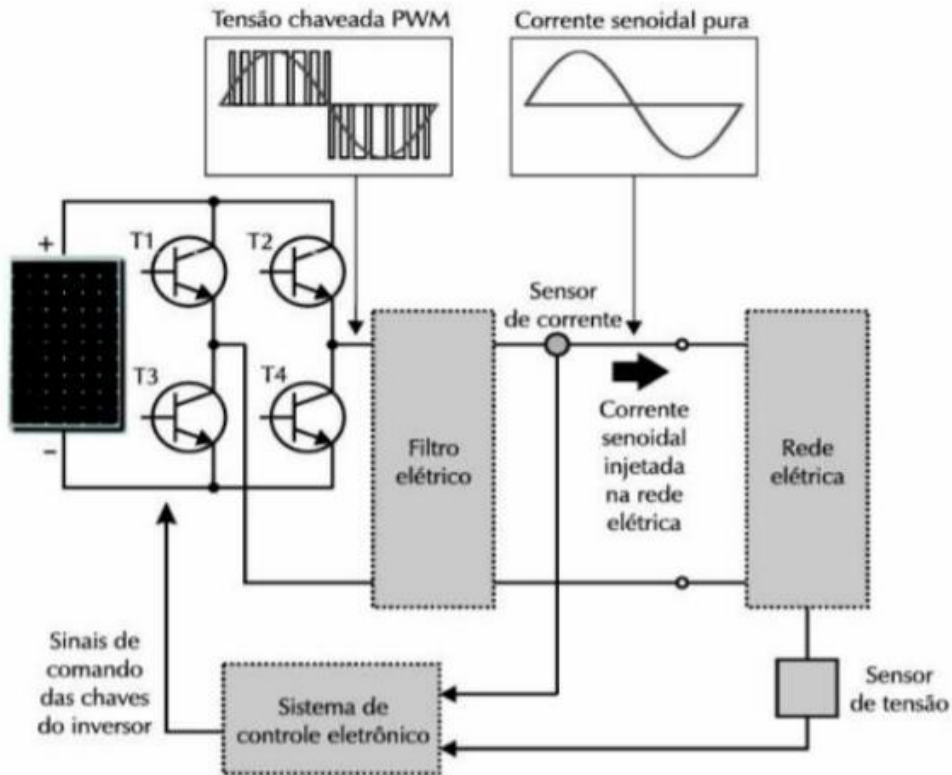 Tensão chaveada PWM
Corrente senoidal pura
+
T1
T2
Sensor
de corrente
T3
T4
–
Filtro
elétrico
Corrente
senoidal
injetada
na rede
elétrica
Rede
elétrica
Sinais de
comando
das chaves
do inversor
Sistema de
controle eletrônico
Sensor
de tensão